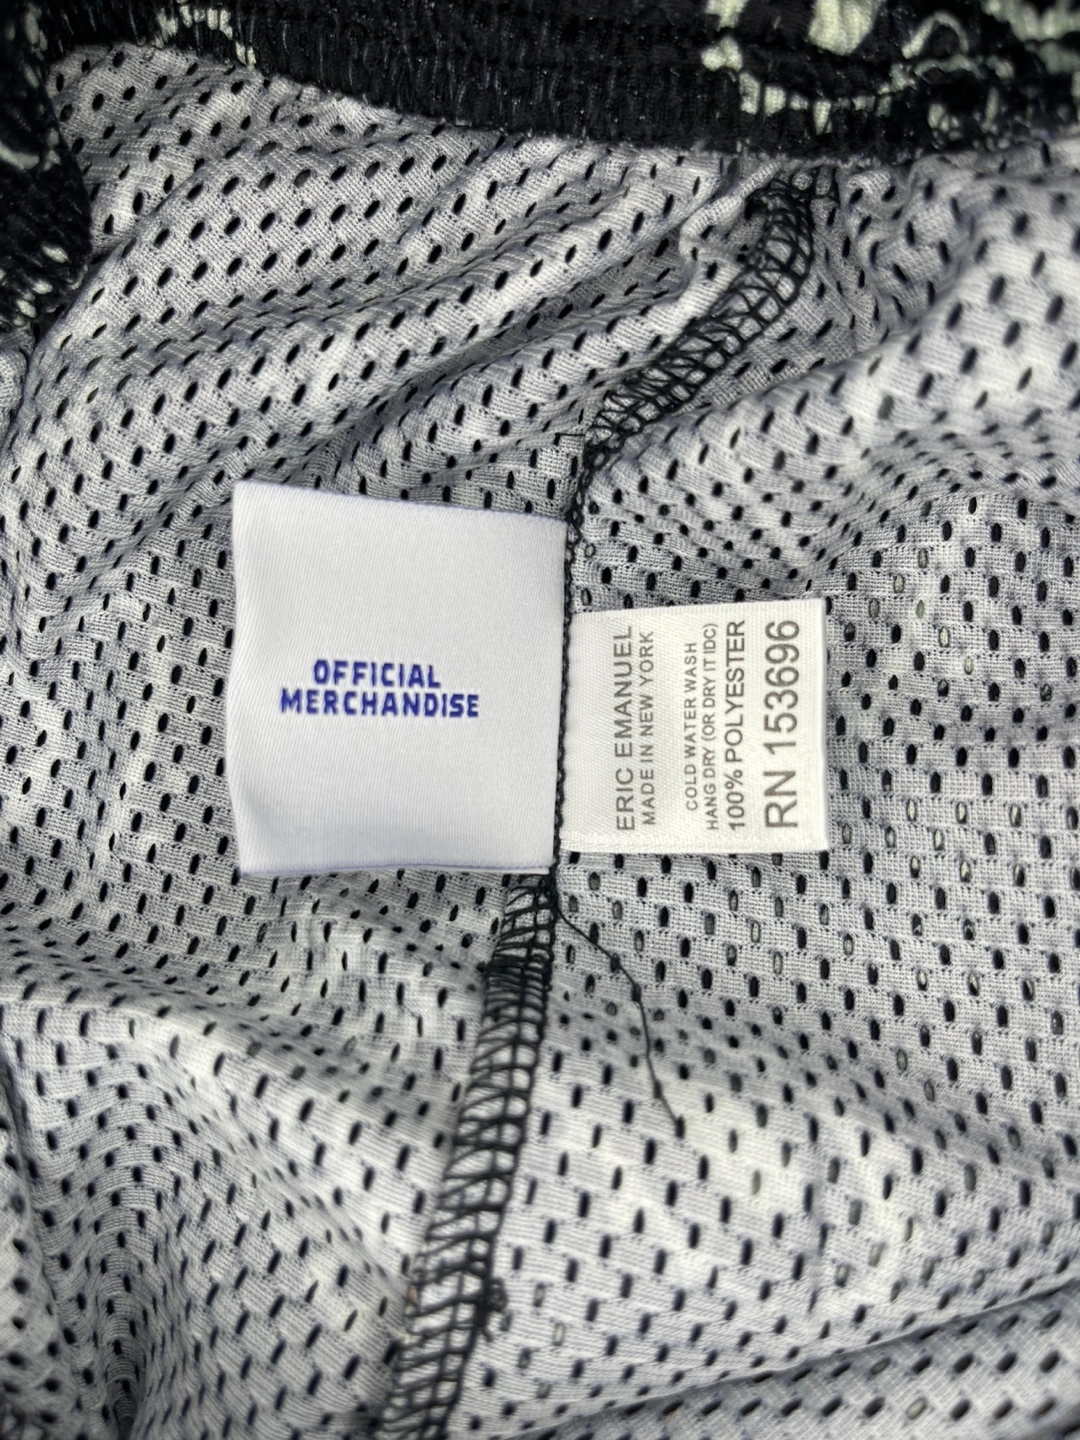 OFFICIAL
MERCHANDISE
ERIC EMANUEL
MADE IN NEW YORK
COLD WATER WASH
HANG DRY (OR DRY IT IDC)
100% POLYESTER
RN 153696